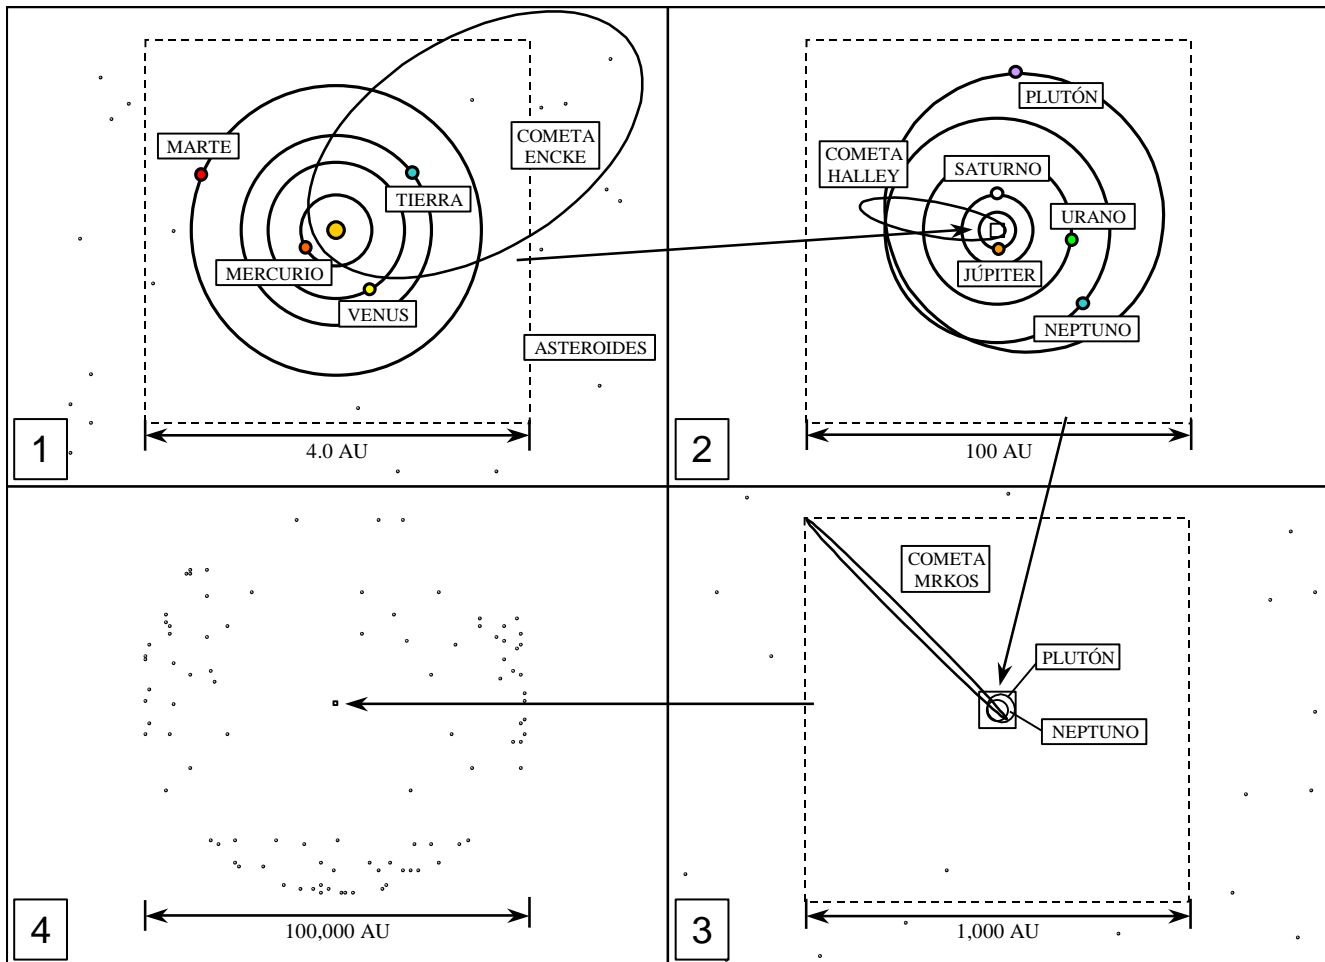 MARTE
COMETA
ENCKE
TIERRA
MERCURIO
VENUS
ASTEROIDES
1
4.0 AU
PLUTÓN
COMETA
HALLEY
SATURNO
URANO
JÚPITER
NEPTUNO
2
100 AU
4
100,000 AU
COMETA
MRKOS
PLUTÓN
NEPTUNO
3
1,000 AU